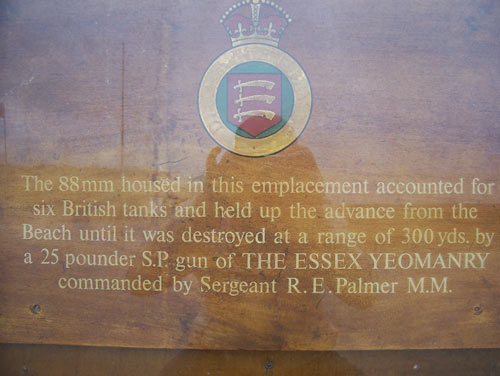 The 88mm housed in this emplacement accounted for
six British tanks and held up the advance from the
Beach until it was destroyed at a range of 300 yds. by
a 25 pounder S.P. gun of THE ESSEX YEOMANRY
commanded by Sergeant R.E.Palmer M.M.